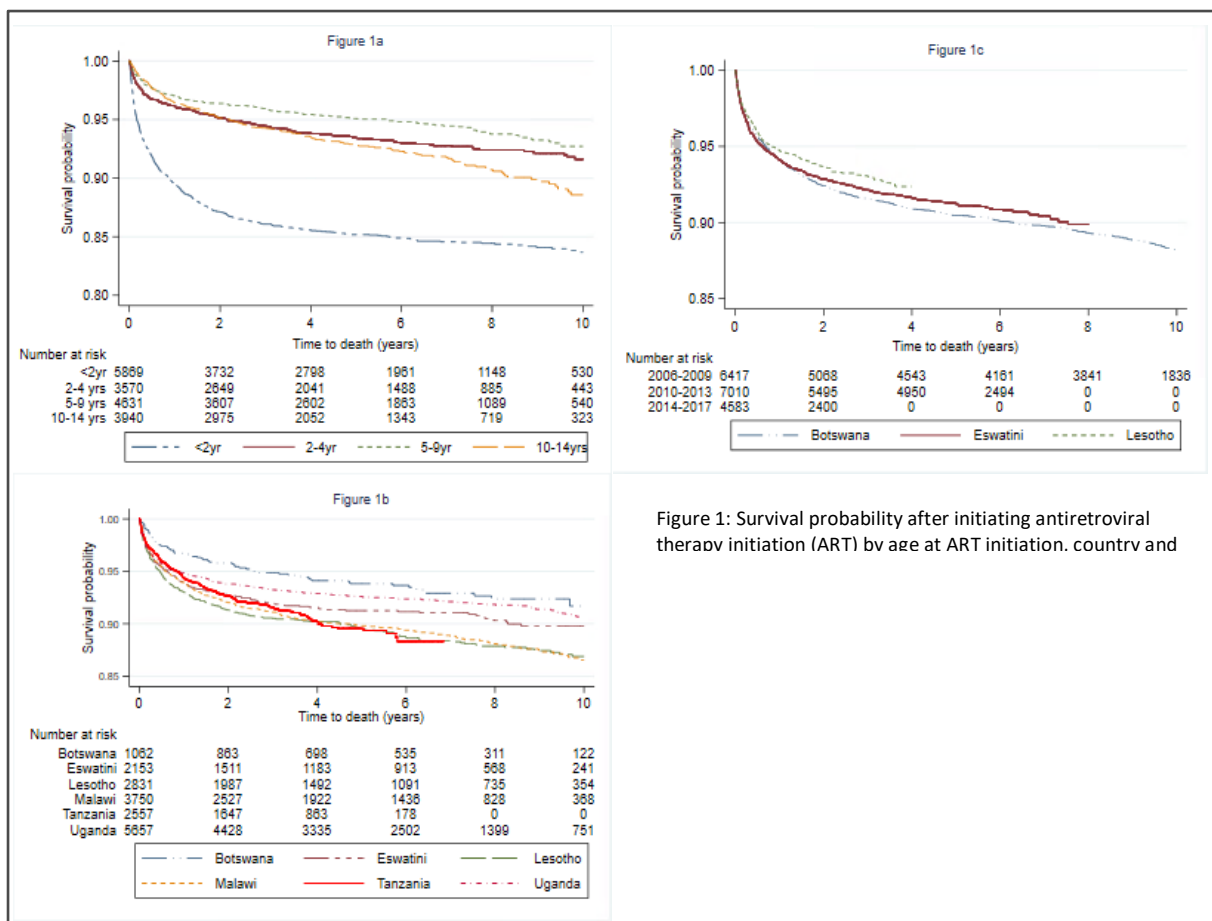 Figure 1a
1.00
0.95
0.90
0.85
0.80
Survival probability
0 2 4 6 8 10
Time to death (years)
Number at risk
<2yr 5869 3732 2798 1961 1148 530
2-4 yrs 3570 2649 2041 1488 885 443
5-9 yrs 4631 3607 2602 1863 1089 540
10-14 yrs 3940 2975 2052 1343 719 323
<2yr 2-4yr 5-9yr 10-14yrs
Figure 1c
1.00
0.95
0.90
0.85
Survival probability
0 2 4 6 8 10
Time to death (years)
Number at risk
2006-2009 6417 5068 4543 4161 3841 1836
2010-2013 7010 5495 4950 2494 0 0
2014-2017 4583 2400 0 0 0 0
Botswana Eswatini Lesotho
Figure 1b
1.00
0.95
0.90
0.85
Survival probability
0 2 4 6 8 10
Time to death (years)
Number at risk
Botswana 1062 863 698 535 311 122
Eswatini 2153 1511 1183 913 568 241
Lesotho 2831 1987 1492 1091 735 354
Malawi 3750 2527 1922 1436 828 368
Tanzania 2557 1647 863 178 0 0
Uganda 5657 4428 3335 2502 1399 751
Botswana Eswatini Lesotho
Malawi Tanzania Uganda
Figure 1: Survival probability after initiating antiretroviral
therapy initiation (ART) by age at ART initiation, country and